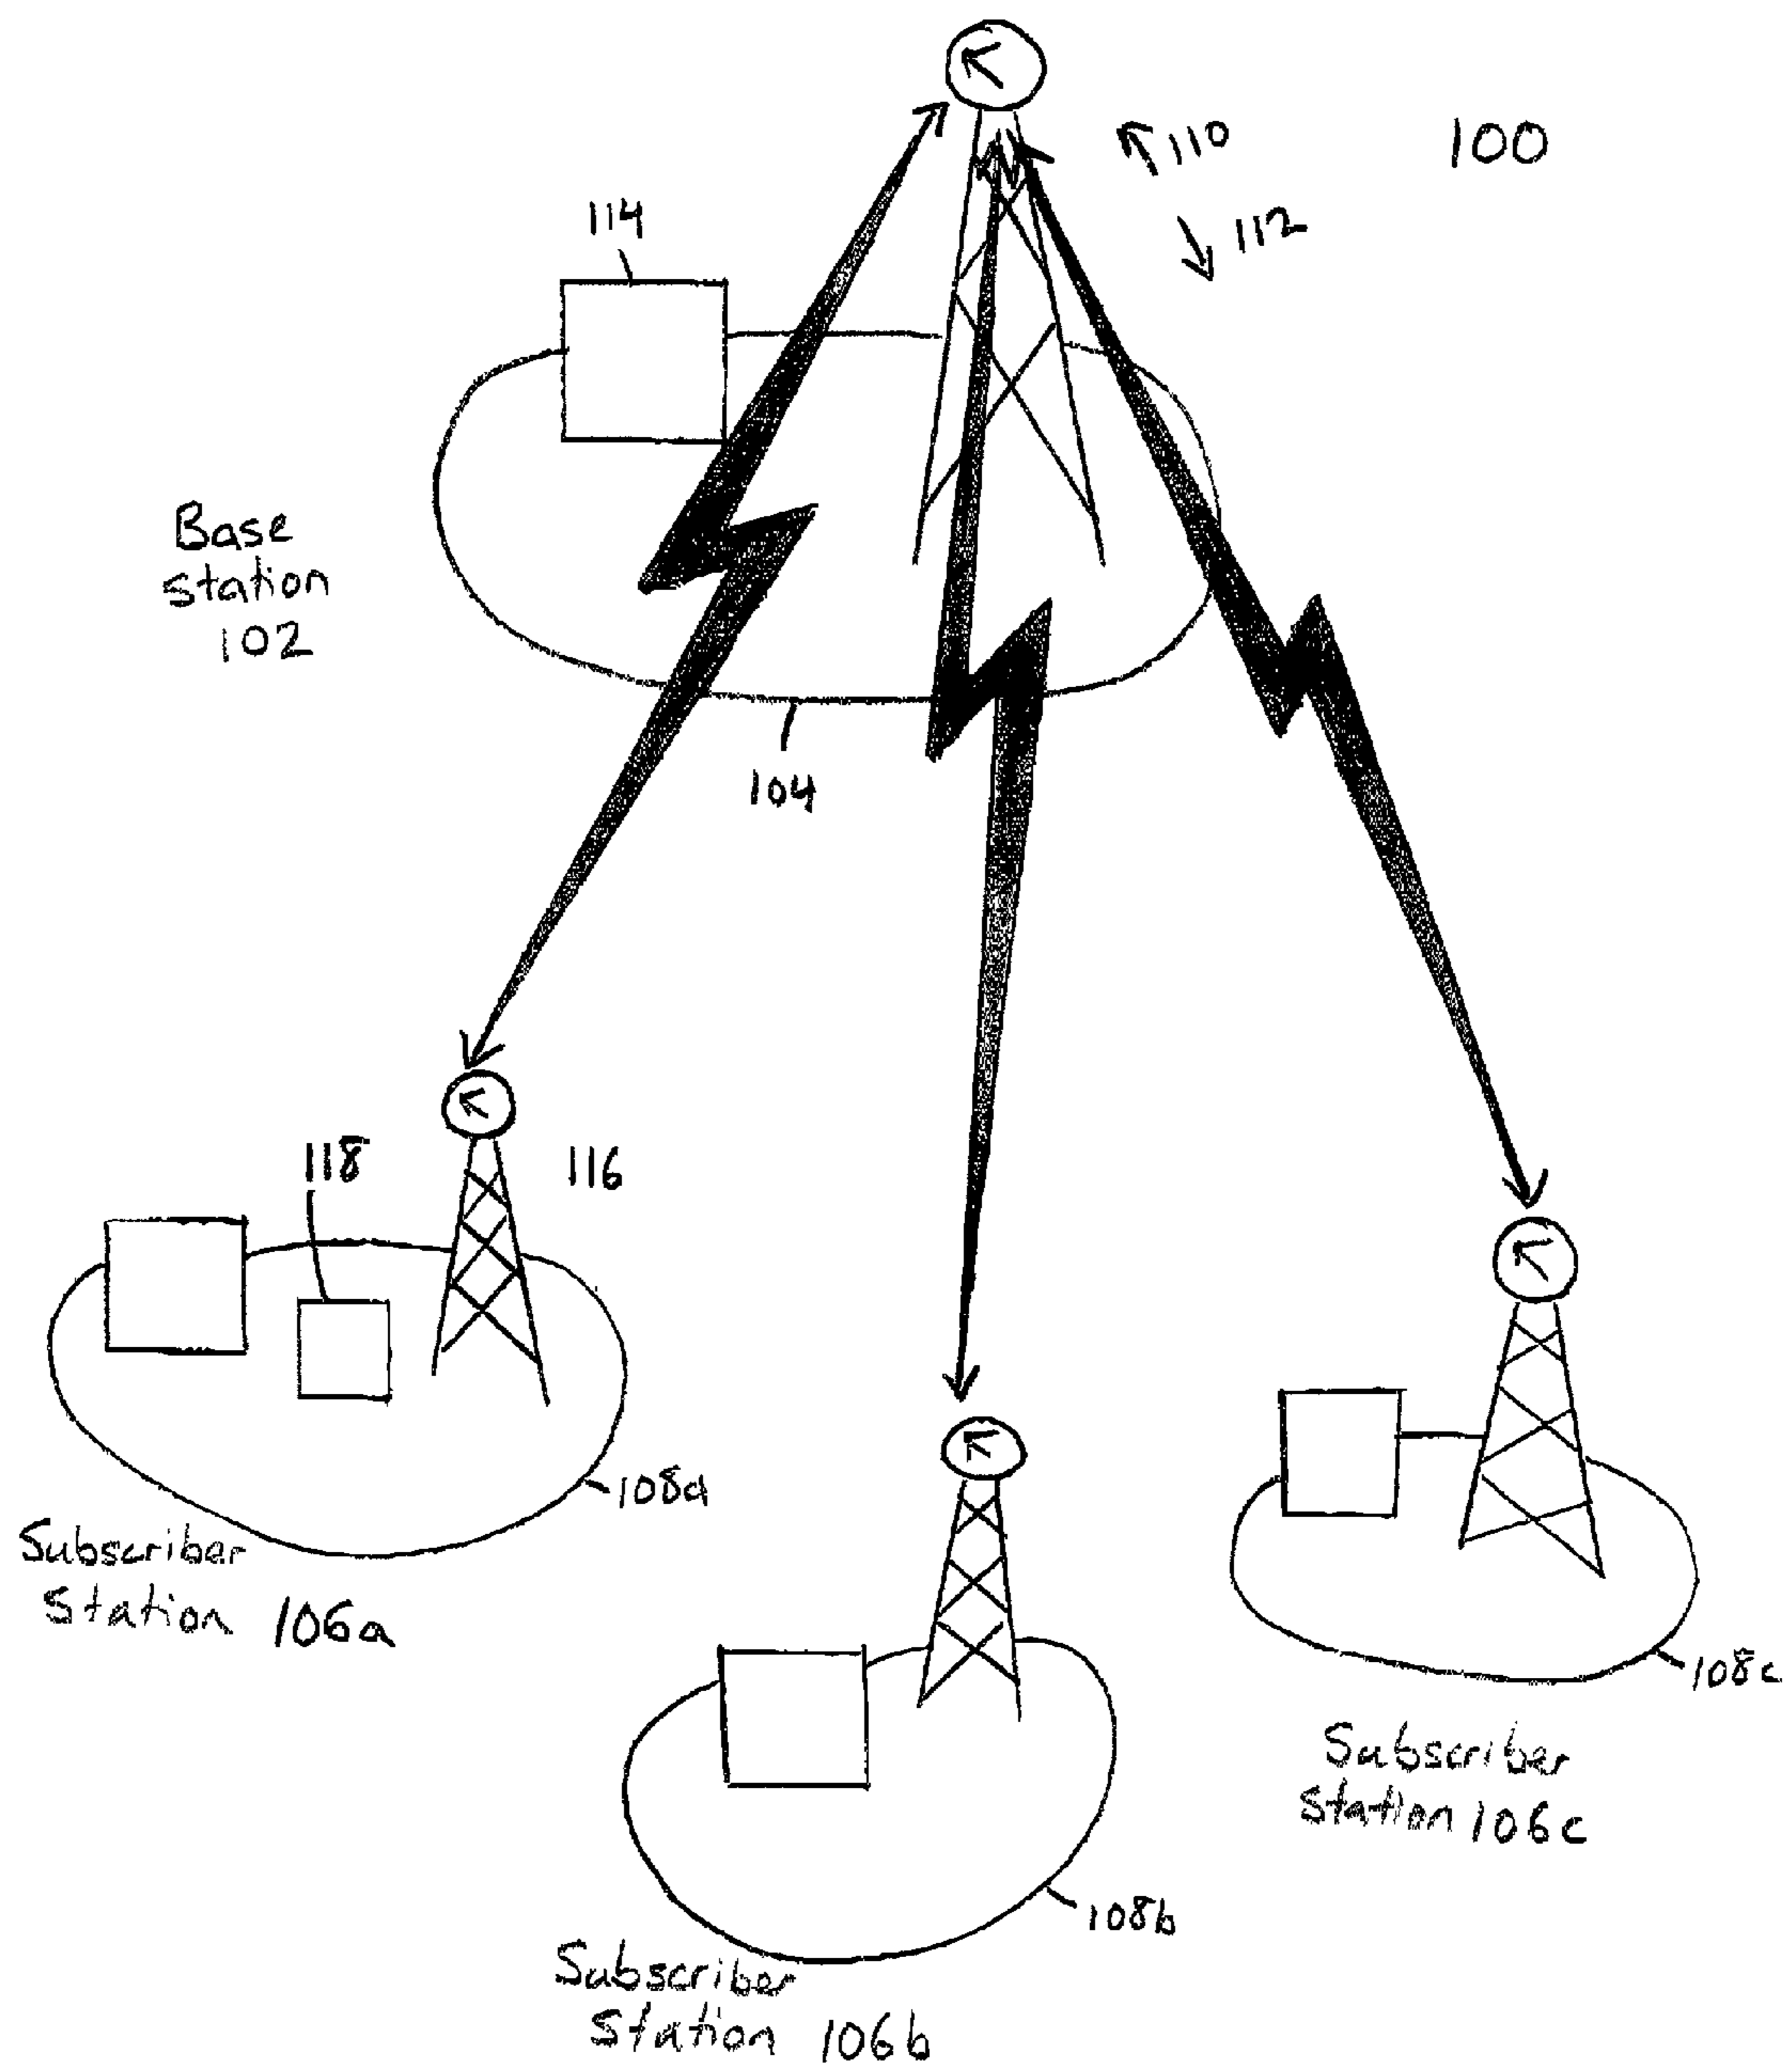 110
100
112
114
Base
station
102
104
118
116
108a
Subscriber
Station 106a
108c
Subscriber
Station 106c
108b
Subscriber
Station 106b